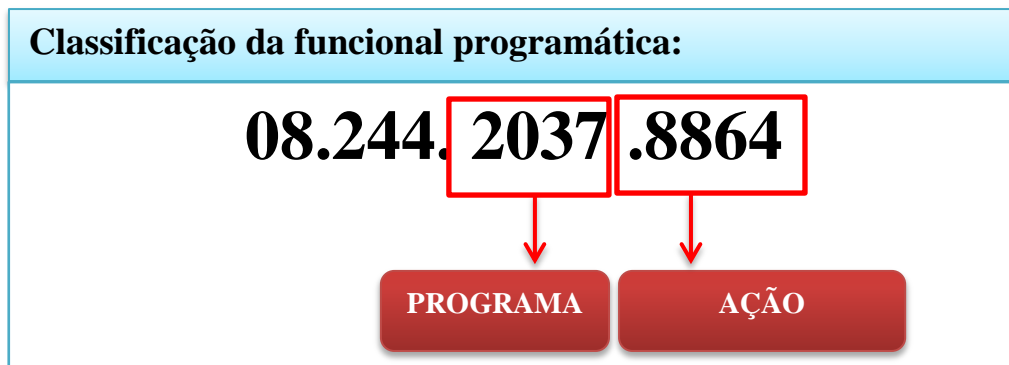 Classificação da funcional programática:
08.244. 2037 .8864
PROGRAMA AÇÃO